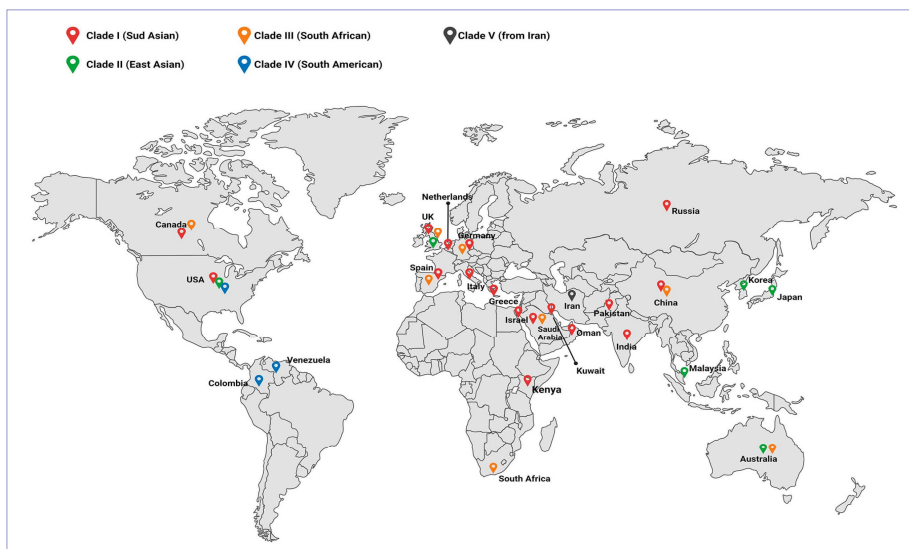 Clade I (Sud Asian)
Clade III (South African)
Clade V (from Iran)
Clade II (East Asian)
Clade IV (South American)
Netherlands
Russia
Canada
UK
Germany
Spain
USA
Italy
Greece
Iran
China
Korea
Japan
Israel
Saudi
Arabia
Oman
Pakistan
India
Kuwait
Venezuela
Colombia
Malaysia
Kenya
South Africa
Australia